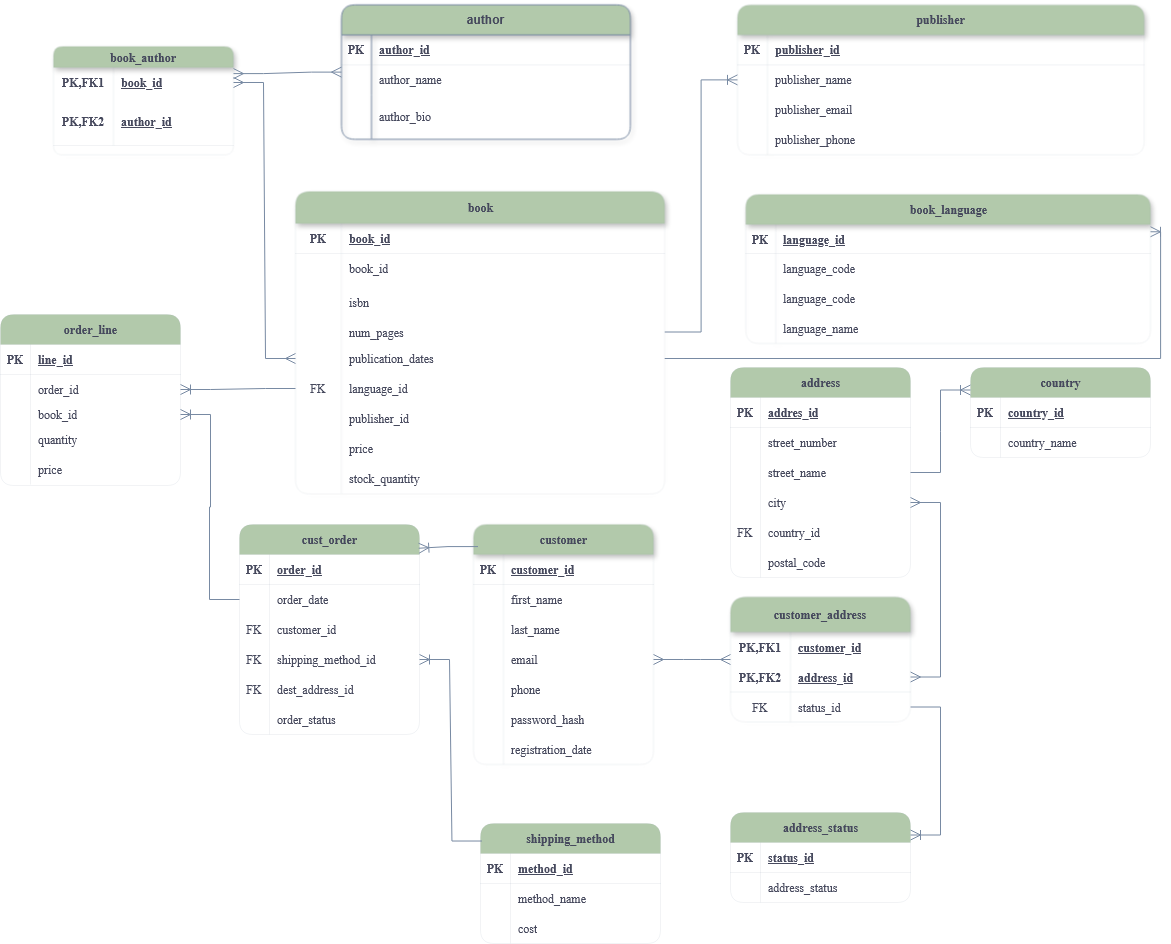 author
PK author_id
author_name
author_bio
publisher
PK publisher_id
publisher_name
publisher_email
publisher_phone
book_author
PK,FK1 book_id
PK,FK2 author_id
book
PK book_id
book_id
isbn
num_pages
publication_dates
FK language_id
publisher_id
price
stock_quantity
book_language
PK language_id
language_code
language_code
language_name
order_line
PK line_id
order_id
book_id
quantity
price
address
PK addres_id
street_number
street_name
city
FK country_id
postal_code
country
PK country_id
country_name
cust_order
PK order_id
order_date
FK customer_id
FK shipping_method_id
FK dest_address_id
order_status
customer
PK customer_id
first_name
last_name
email
phone
password_hash
registration_date
customer_address
PK,FK1 customer_id
PK,FK2 address_id
FK status_id
shipping_method
PK method_id
method_name
cost
address_status
PK status_id
address_status